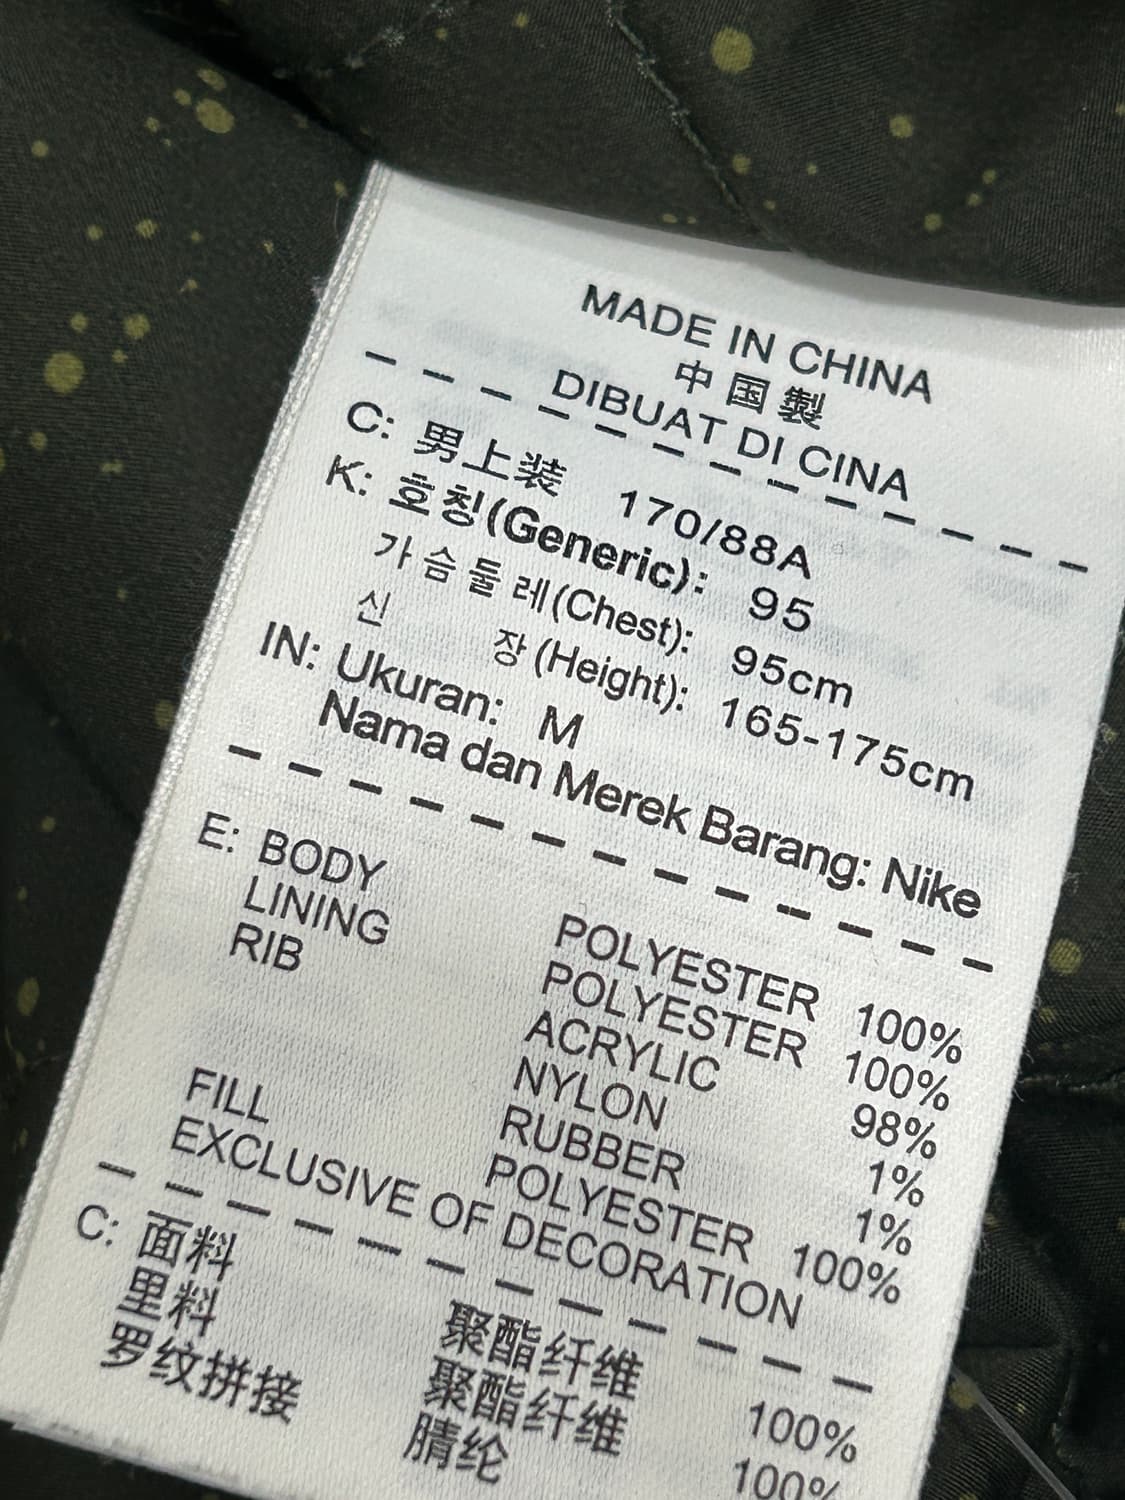 MADE IN CHINA
中国製
DIBUAT DI CINA
C: 男上装 170/88A
K: 호칭(Generic): 95
가슴둘레(Chest): 95cm
신 장(Height): 165-175cm
IN: Ukuran: M
Nama dan Merek Barang: Nike
E: BODY POLYESTER 100%
LINING POLYESTER 100%
RIB ACRYLIC 98%
NYLON 1%
RUBBER 1%
FILL POLYESTER 100%
EXCLUSIVE OF DECORATION
C: 面料 聚酯纤维 100%
里料 聚酯纤维 100%
罗纹拼接 腈纶